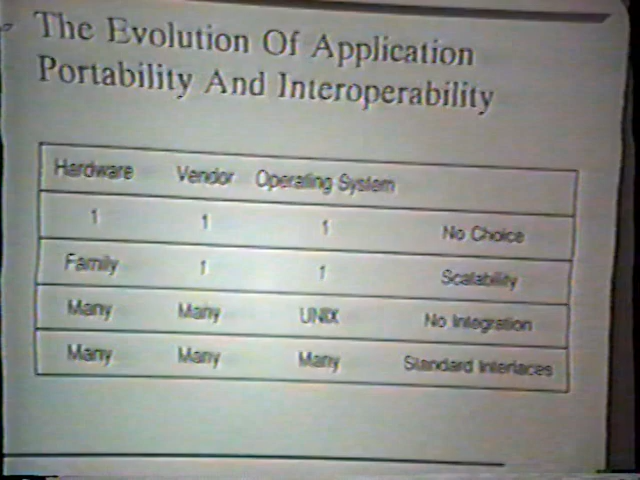 The Evolution Of Application
Portability And Interoperability
Hardware Vendor Operating System
1 1 1 No Choice
Family 1 1 Scalability
Many Many UNIX No Integration
Many Many Many Standard Interfaces